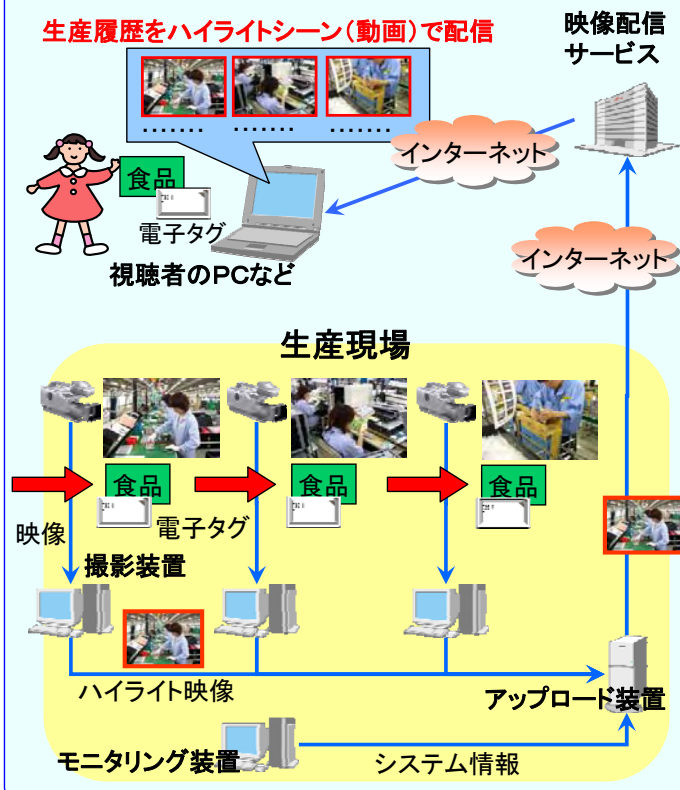 生産履歴をハイライトシーン(動画)で配信
映像配信
サービス
.......
.......
.......
インターネット
食品
電子タグ
視聴者のPCなど
インターネット
生産現場
食品
食品
食品
映像
電子タグ
撮影装置
ハイライト映像
アップロード装置
モニタリング装置
システム情報